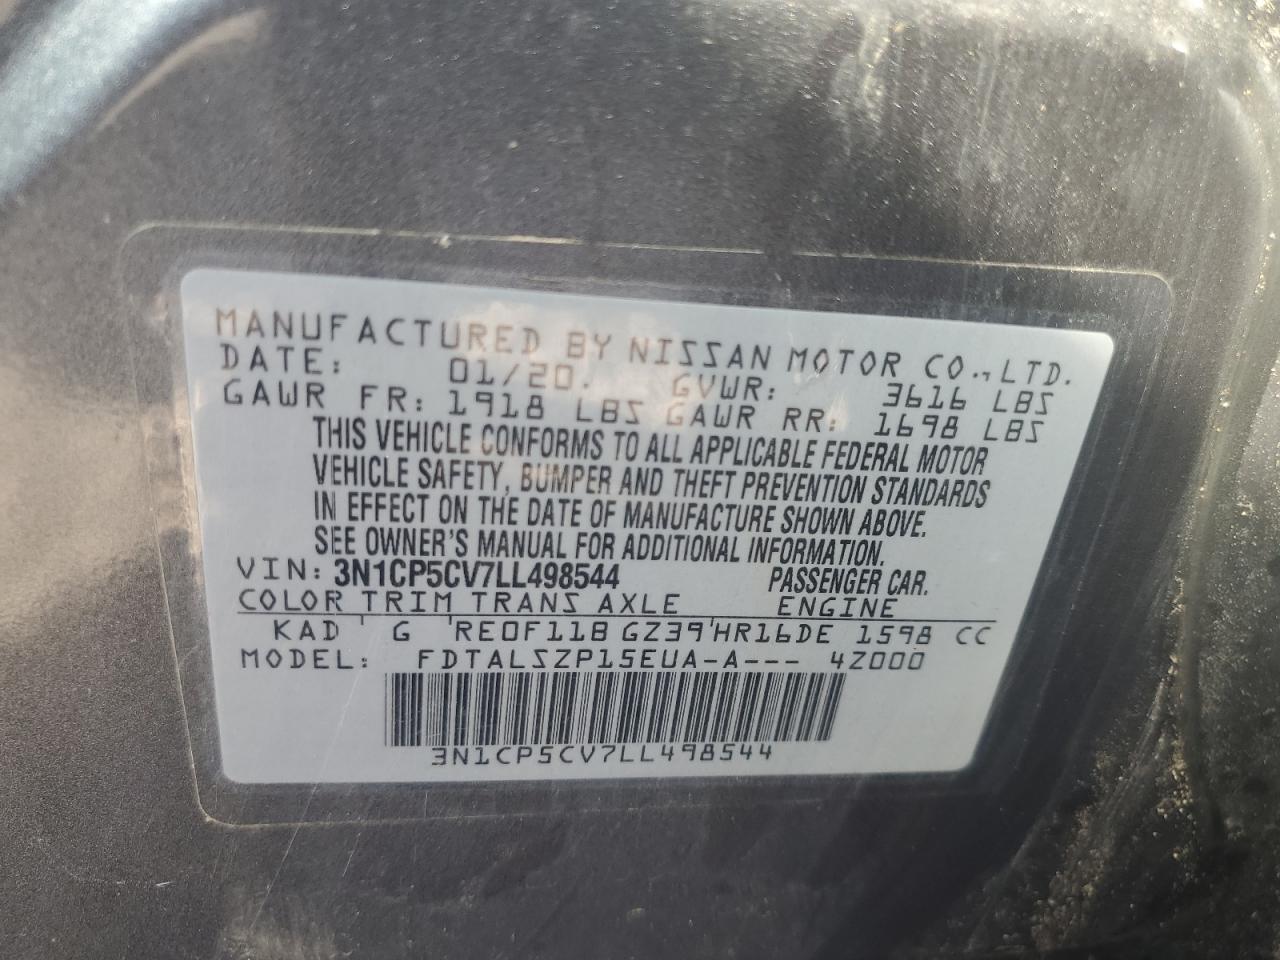 MANUFACTURED BY NISSAN MOTOR CO.,LTD.
DATE: 01/20. GVWR: 3616 LBS
GAWR FR: 1918 LBS GAWR RR: 1698 LBS
THIS VEHICLE CONFORMS TO ALL APPLICABLE FEDERAL MOTOR
VEHICLE SAFETY, BUMPER AND THEFT PREVENTION STANDARDS
IN EFFECT ON THE DATE OF MANUFACTURE SHOWN ABOVE.
SEE OWNER'S MANUAL FOR ADDITIONAL INFORMATION.
VIN: 3N1CP5CV7LL498544 PASSENGER CAR.
COLOR TRIM TRANS AXLE ENGINE
KAD G RE0F11B GZ39 HR16DE 1598 CC
MODEL: FDTALSZP15EUA-A--- 4Z000
3N1CP5CV7LL498544